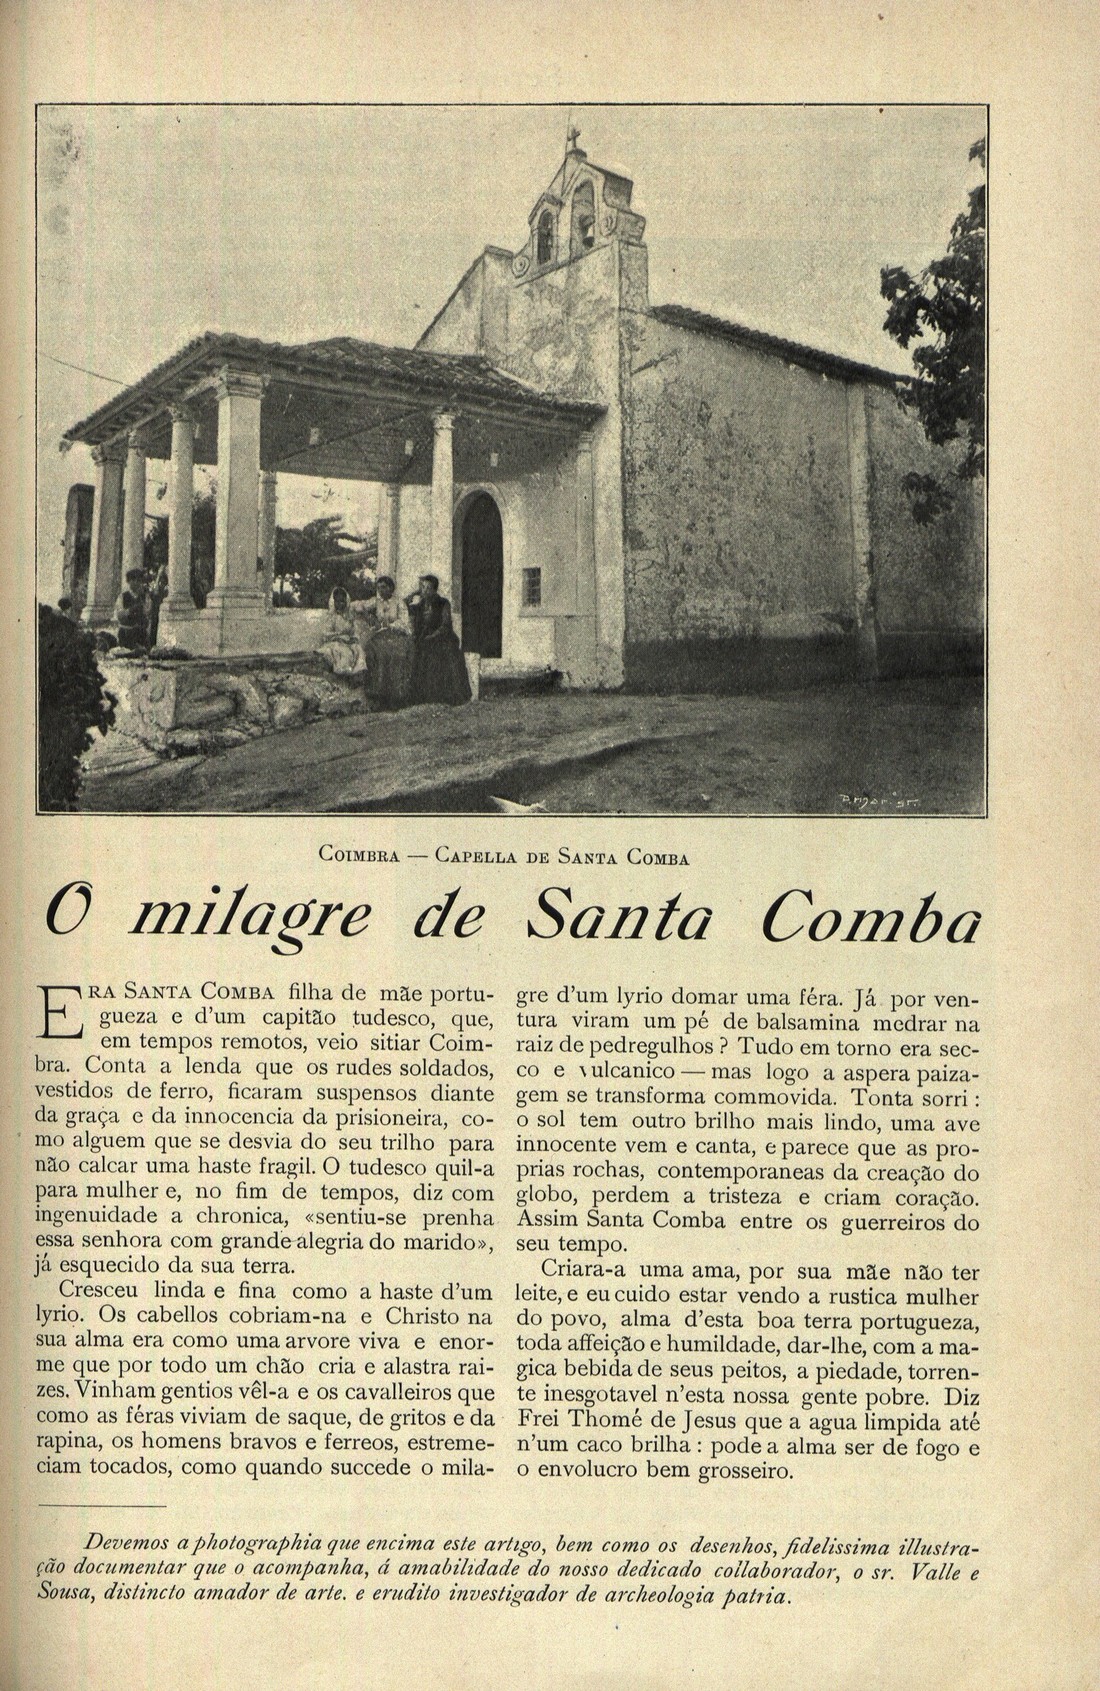 COIMBRA — CAPELLA DE SANTA COMBA
O milagre de Santa Comba
ERA SANTA COMBA filha de mãe portu-
gueza e d'um capitão tudesco, que,
em tempos remotos, veio sitiar Coim-
bra. Conta a lenda que os rudes soldados,
vestidos de ferro, ficaram suspensos diante
da graça e da innocencia da prisioneira, co-
mo alguem que se desvia do seu trilho para
não calcar uma haste fragil. O tudesco quil-a
para mulher e, no fim de tempos, diz com
ingenuidade a chronica, «sentiu-se prenha
essa senhora com grande alegria do marido»,
já esquecido da sua terra.
Cresceu linda e fina como a haste d'um
lyrio. Os cabellos cobriam-na e Christo na
sua alma era como uma arvore viva e enor-
me que por todo um chão cria e alastra rai-
zes. Vinham gentios vêl-a e os cavalleiros que
como as féras viviam de saque, de gritos e da
rapina, os homens bravos e ferreos, estreme-
ciam tocados, como quando succede o mila-
gre d'um lyrio domar uma féra. Já por ven-
tura viram um pé de balsamina medrar na
raiz de pedregulhos ? Tudo em torno era sec-
co e vulcanico — mas logo a aspera paiza-
gem se transforma commovida. Tonta sorri :
o sol tem outro brilho mais lindo, uma ave
innocente vem e canta, e parece que as pro-
prias rochas, contemporaneas da creação do
globo, perdem a tristeza e criam coração.
Assim Santa Comba entre os guerreiros do
seu tempo.
Criara-a uma ama, por sua mãe não ter
leite, e eu cuido estar vendo a rustica mulher
do povo, alma d'esta boa terra portugueza,
toda affeição e humildade, dar-lhe, com a ma-
gica bebida de seus peitos, a piedade, torren-
te inesgotavel n'esta nossa gente pobre. Diz
Frei Thomé de Jesus que a agua limpida até
n'um caco brilha : pode a alma ser de fogo e
o envolucro bem grosseiro.
Devemos a photographia que encima este artigo, bem como os desenhos, fidelissima illustra-
ção documentar que o acompanha, á amabilidade do nosso dedicado collaborador, o sr. Valle e
Sousa, distincto amador de arte. e erudito investigador de archeologia patria.